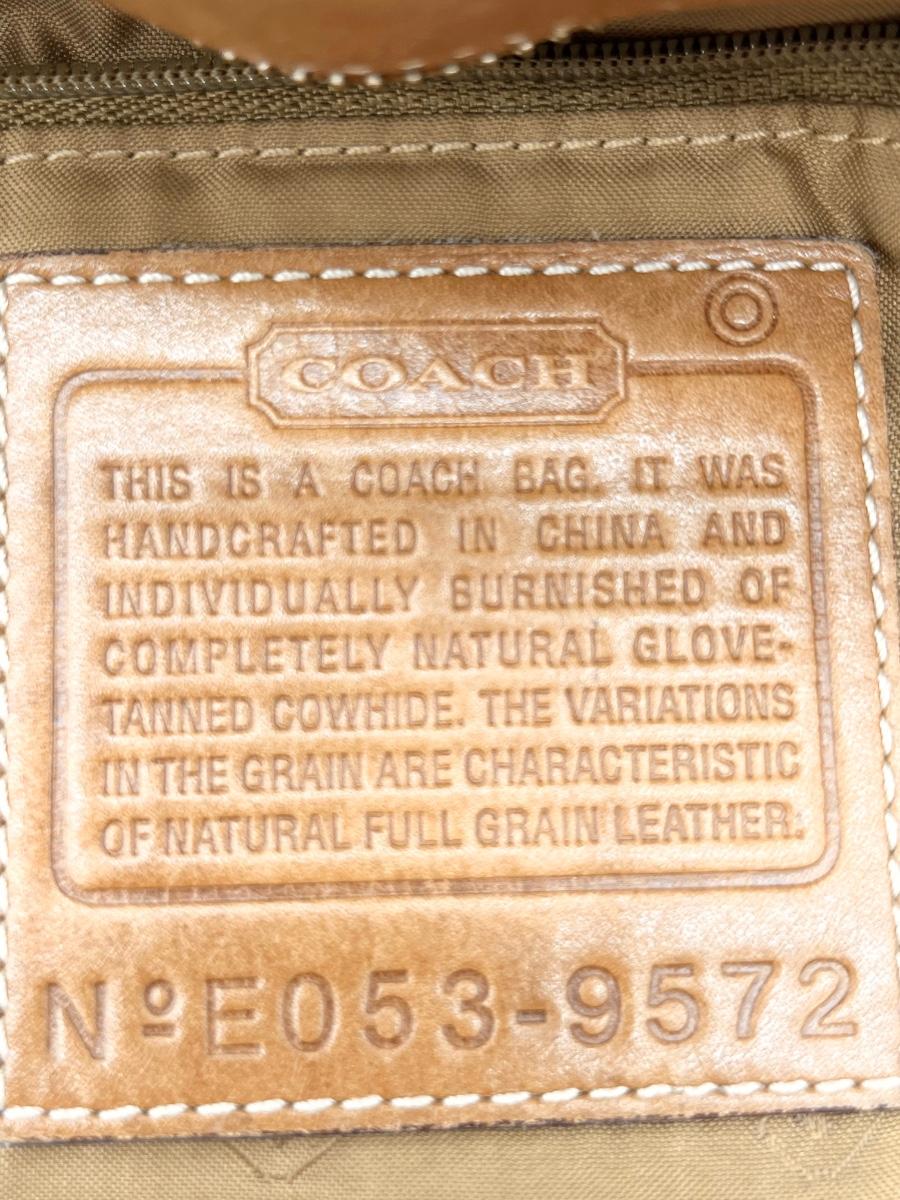 COACH
THIS IS A COACH BAG. IT WAS
HANDCRAFTED IN CHINA AND
INDIVIDUALLY BURNISHED OF
COMPLETELY NATURAL GLOVE-
TANNED COWHIDE. THE VARIATIONS
IN THE GRAIN ARE CHARACTERISTIC
OF NATURAL FULL GRAIN LEATHER.
Nº E053-9572